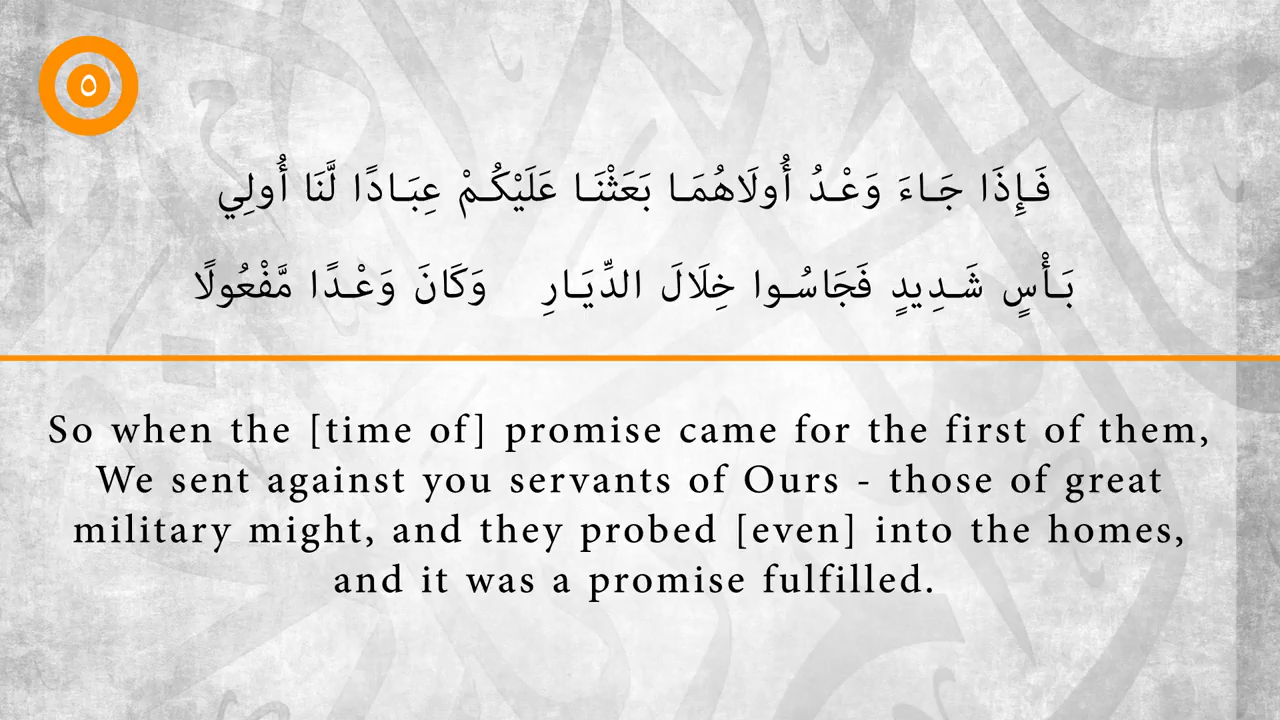 ٥
فَإِذَا جَاءَ وَعْدُ أُولَاهُمَا بَعَثْنَا عَلَيْكُمْ عِبَادًا لَّنَا أُولِي
بَأْسٍ شَدِيدٍ فَجَاسُوا خِلَالَ الدِّيَارِ وَكَانَ وَعْدًا مَّفْعُولًا
So when the [time of] promise came for the first of them,
We sent against you servants of Ours - those of great
military might, and they probed [even] into the homes,
and it was a promise fulfilled.